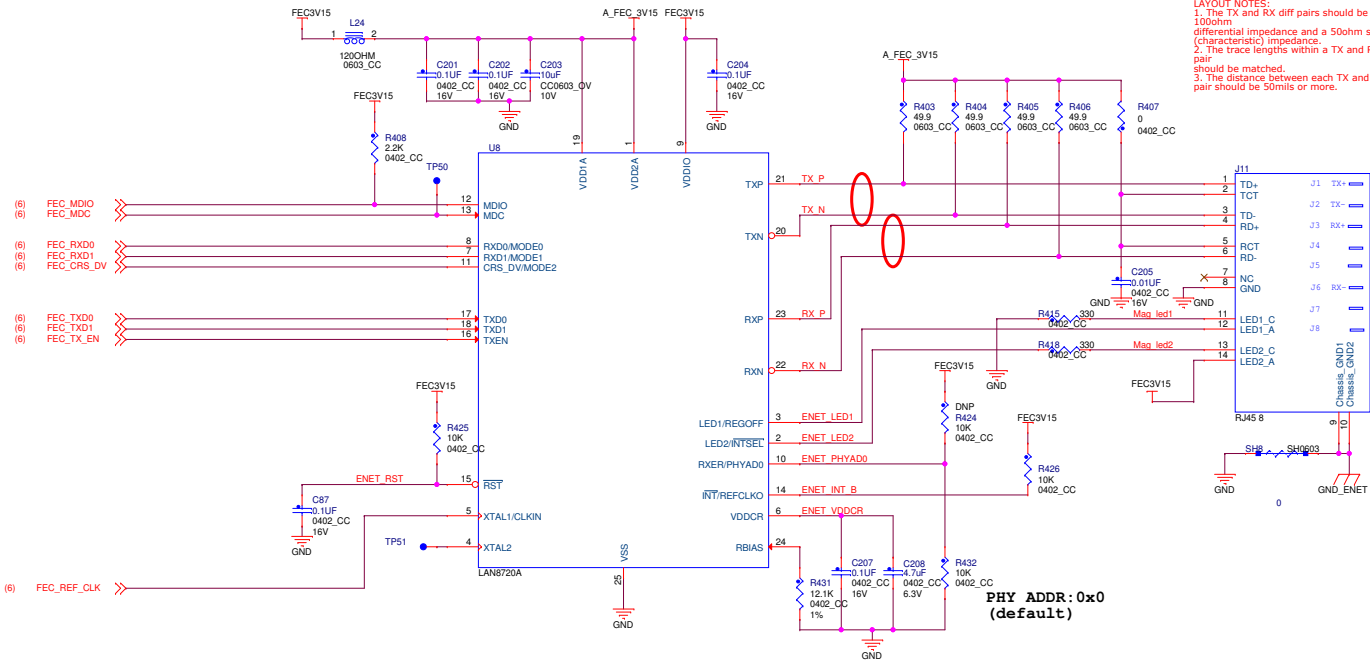 FEC3V15
L24
1 2
120OHM
0603_CC
A_FEC_3V15
FEC3V15
C201
0.1UF
0402_CC
16V
C202
0.1UF
0402_CC
16V
C203
10uF
CC0603_OV
10V
GND
C204
0.1UF
0402_CC
16V
GND
LAYOUT NOTES:
1. The TX and RX diff pairs should be
100ohm
differential impedance and a 50ohm s
(characteristic) impedance.
2. The trace lengths within a TX and R
pair
should be matched.
3. The distance between each TX and
pair should be 50mils or more.
FEC3V15
R408
2.2K
0402_CC
TP50
A_FEC_3V15
R403
49.9
0603_CC
R404
49.9
0603_CC
R405
49.9
0603_CC
R406
49.9
0603_CC
R407
0
0402_CC
U8
19
VDD1A
1
VDD2A
9
VDDIO
(6) FEC_MDIO 12 MDIO
(6) FEC_MDC 13 MDC
(6) FEC_RXD0 8 RXD0/MODE0
(6) FEC_RXD1 7 RXD1/MODE1
(6) FEC_CRS_DV 11 CRS_DV/MODE2
(6) FEC_TXD0 17 TXD0
(6) FEC_TXD1 18 TXD1
(6) FEC_TX_EN 16 TXEN
TXP 21 TX_P
TXN 20 TX_N
RXP 23 RX_P
RXN 22 RX_N
LED1/REGOFF 3 ENET_LED1
LED2/INTSEL 2 ENET_LED2
RXER/PHYAD0 10 ENET_PHYAD0
INT/REFCLKO 14 ENET_INT_B
VDDCR 6 ENET_VDDCR
RBIAS 24
FEC3V15
R425
10K
0402_CC
ENET_RST 15 RST
C87
0.1UF
0402_CC
16V
GND
5 XTAL1/CLKIN
TP51 4 XTAL2
(6) FEC_REF_CLK
LAN8720A
VSS
25
GND
J11
1 TD+
2 TCT
3 TD-
4 RD+
5 RCT
6 RD-
7 NC
8 GND
11 LED1_C
12 LED1_A
13 LED2_C
14 LED2_A
J1 TX+
J2 TX-
J3 RX+
J4
J5
J6 RX-
J7
J8
Chassis_GND1
Chassis_GND2
9
10
RJ45 8
C205
0.01UF
16V
GND
GND
R415 330 Mag_led1
0402_CC
R418 330 Mag_led2
0402_CC
GND
FEC3V15
FEC3V15
DNP
R424
10K
0402_CC
FEC3V15
R426
10K
0402_CC
SH8 SH0603
GND
GND_ENET
0
R431
12.1K
0402_CC
1%
C207
0.1UF
0402_CC
16V
C208
4.7uF
0402_CC
6.3V
R432
10K
0402_CC
GND
PHY ADDR:0x0
(default)